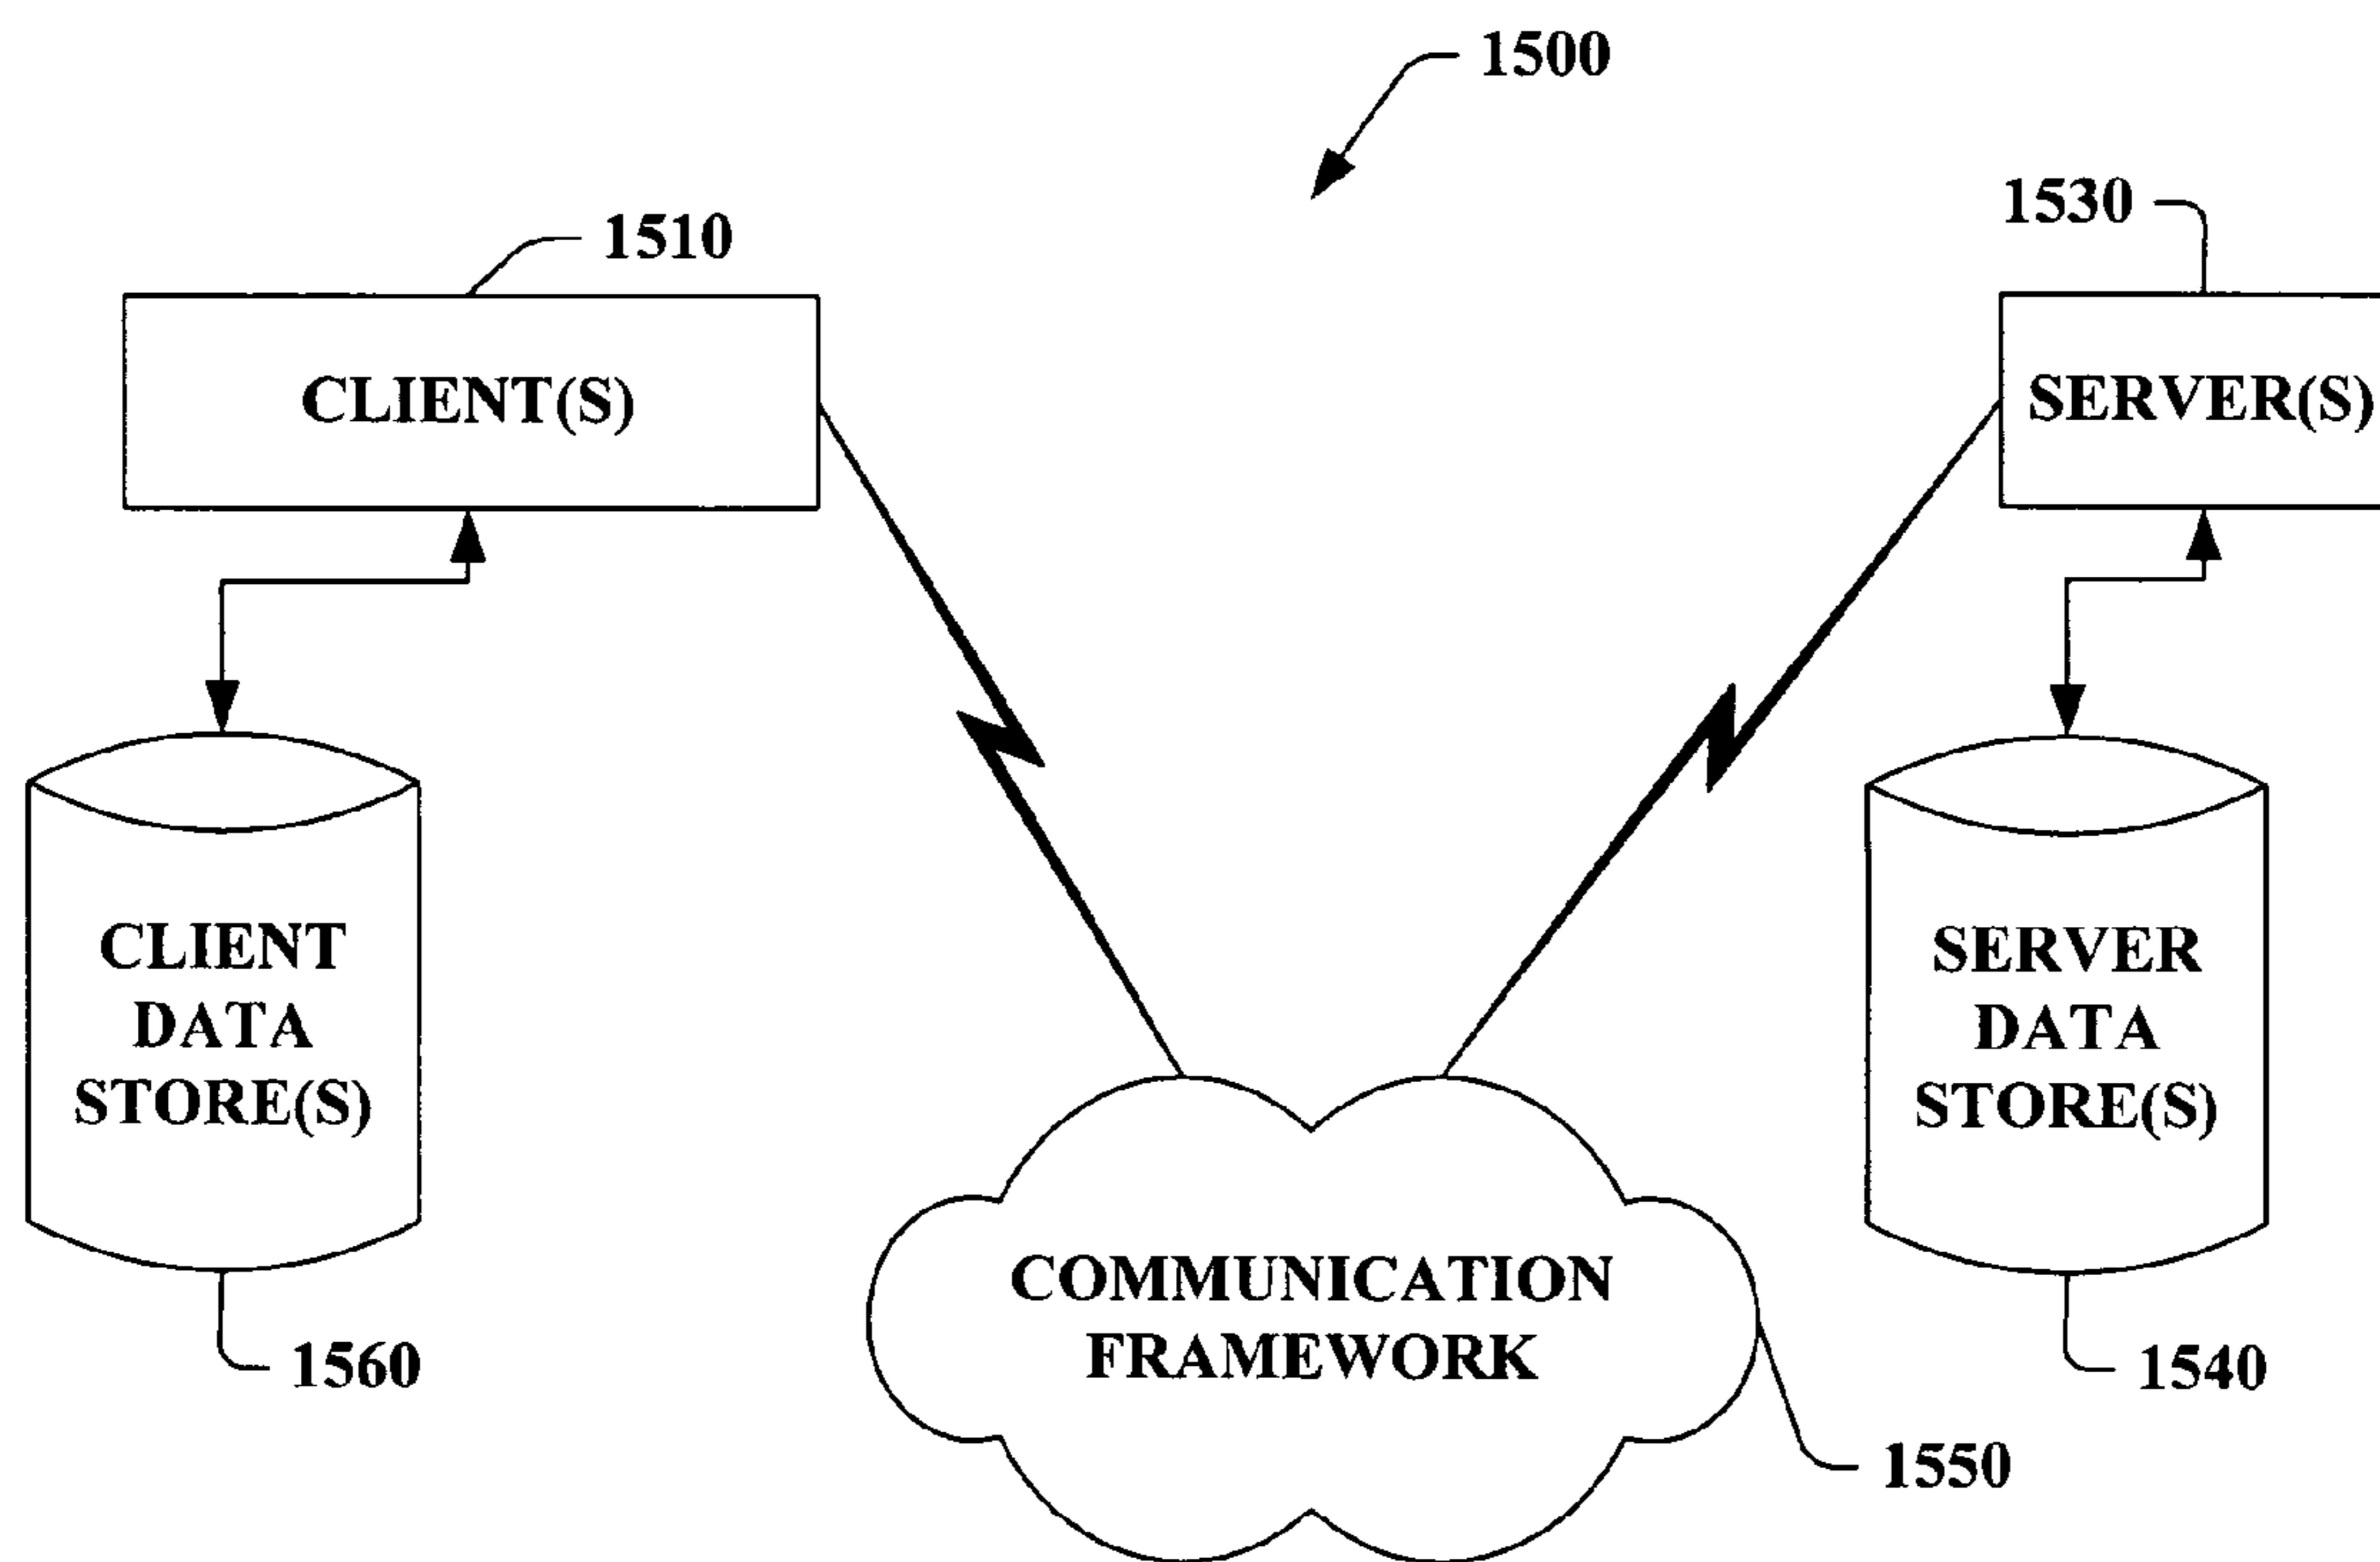 1500
1510
1530
CLIENT(S)
SERVER(S)
CLIENT
DATA
STORE(S)
SERVER
DATA
STORE(S)
COMMUNICATION
FRAMEWORK
1560
1540
1550